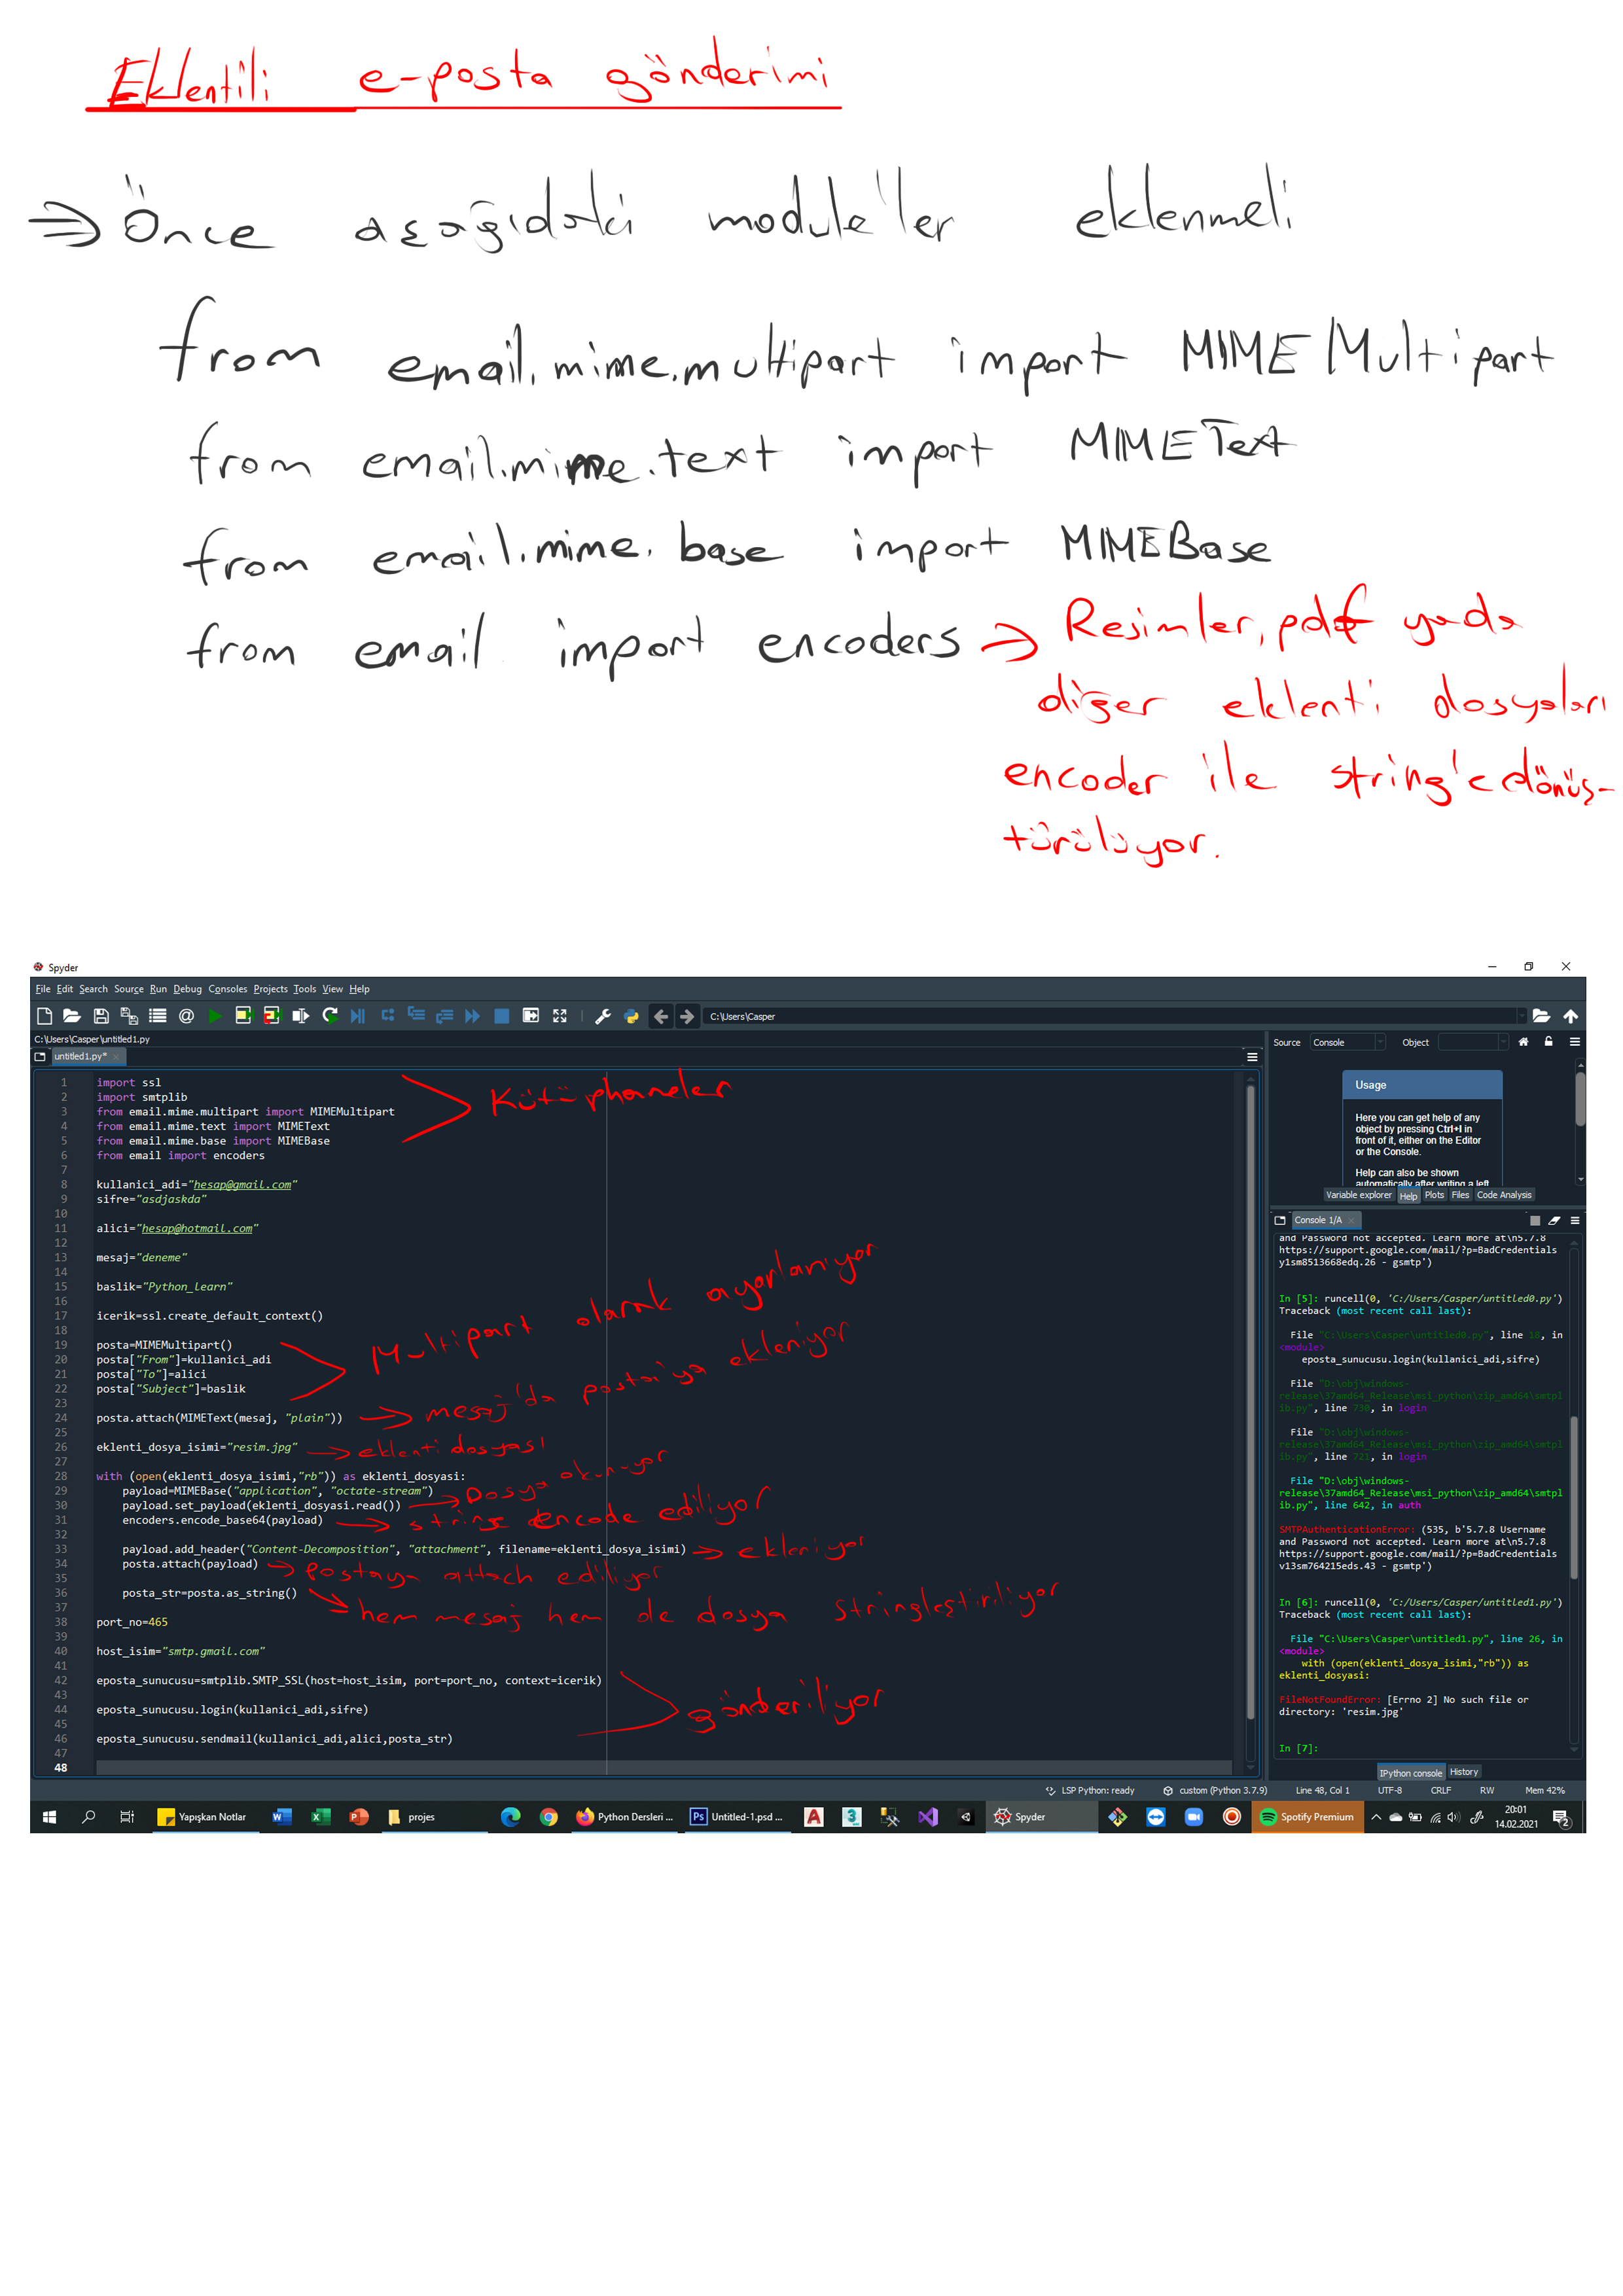 Eklentili e-posta gönderimi
⇒ Önce aşağıdaki module'ler eklenmeli
from email.mime.multipart import MIMEMultipart
from email.mime.text import MIMEText
from email.mime.base import MIMEBase
from email import encoders → Resimler, pdf yada
diğer eklenti dosyaları
encoder ile string'e dönüş-
türülüyor.
Spyder
File Edit Search Source Run Debug Consoles Projects Tools View Help
C:\Users\Casper
C:\Users\Casper\untitled1.py
untitled1.py*
1 import ssl
2 import smtplib
3 from email.mime.multipart import MIMEMultipart
4 from email.mime.text import MIMEText
5 from email.mime.base import MIMEBase
6 from email import encoders
Kütüphaneler
7
8 kullanici_adi="hesap@gmail.com"
9 sifre="asdjaskda"
10
11 alici="hesap@hotmail.com"
12
13 mesaj="deneme"
14
15 baslik="Python_learn"
16
17 icerik=ssl.create_default_context()
18
19 posta=MIMEMultipart()
20 posta["From"]=kullanici_adi
21 posta["To"]=alici
22 posta["Subject"]=baslik
Multipart olarak ayarlanıyor
23
24 posta.attach(MIMEText(mesaj, "plain")) → mesaj'da postaya ekleniyor
25
26 eklenti_dosya_isimi="resim.jpg" → eklenti dosyası
27
28 with (open(eklenti_dosya_isimi,"rb")) as eklenti_dosyasi:
29 payload=MIMEBase("application", "octate-stream")
30 payload.set_payload(eklenti_dosyasi.read()) → Dosya okunuyor
31 encoders.encode_base64(payload) → string encode ediliyor
32
33 payload.add_header("Content-Decomposition", "attachment", filename=eklenti_dosya_isimi) → ekleniyor
34 posta.attach(payload) → postaya attach ediliyor
35
36 posta_str=posta.as_string() → hem mesaj hem de dosya stringleştiriliyor
37
38 port_no=465
39
40 host_isim="smtp.gmail.com"
41
42 eposta_sunucusu=smtplib.SMTP_SSL(host=host_isim, port=port_no, context=icerik)
43
44 eposta_sunucusu.login(kullanici_adi,sifre)
45
46 eposta_sunucusu.sendmail(kullanici_adi,alici,posta_str)
gönderiliyor
47
48
Source Console Object
Usage
Here you can get help of any
object by pressing Ctrl+I in
front of it, either on the Editor
or the Console.
Help can also be shown
automatically after writing a left
Variable explorer Help Plots Files Code Analysis
Console 1/A
and Password not accepted. Learn more at\n5.7.8
https://support.google.com/mail/?p=BadCredentials
y1sm8513668edq.26 - gsmtp')
In [5]: runcell(0, 'C:/Users/Casper/untitled0.py')
Traceback (most recent call last):
File "C:\Users\Casper\untitled0.py", line 18, in
<module>
eposta_sunucusu.login(kullanici_adi,sifre)
File "D:\obj\windows-
release\37amd64_Release\msi_python\zip_amd64\smtpl
ib.py", line 730, in login
File "D:\obj\windows-
release\37amd64_Release\msi_python\zip_amd64\smtpl
ib.py", line 721, in login
File "D:\obj\windows-
release\37amd64_Release\msi_python\zip_amd64\smtpl
ib.py", line 642, in auth
SMTPAuthenticationError: (535, b'5.7.8 Username
and Password not accepted. Learn more at\n5.7.8
https://support.google.com/mail/?p=BadCredentials
v13sm764215eds.43 - gsmtp')
In [6]: runcell(0, 'C:/Users/Casper/untitled1.py')
Traceback (most recent call last):
File "C:\Users\Casper\untitled1.py", line 26, in
<module>
with (open(eklenti_dosya_isimi,"rb")) as
eklenti_dosyasi:
FileNotFoundError: [Errno 2] No such file or
directory: 'resim.jpg'
In [7]:
IPython console History
LSP Python: ready custom (Python 3.7.9) Line 48, Col 1 UTF-8 CRLF RW Mem 42%
Yapışkan Notlar projes Python Dersleri ... Untitled-1.psd ... Spyder Spotify Premium 20:01
14.02.2021
2